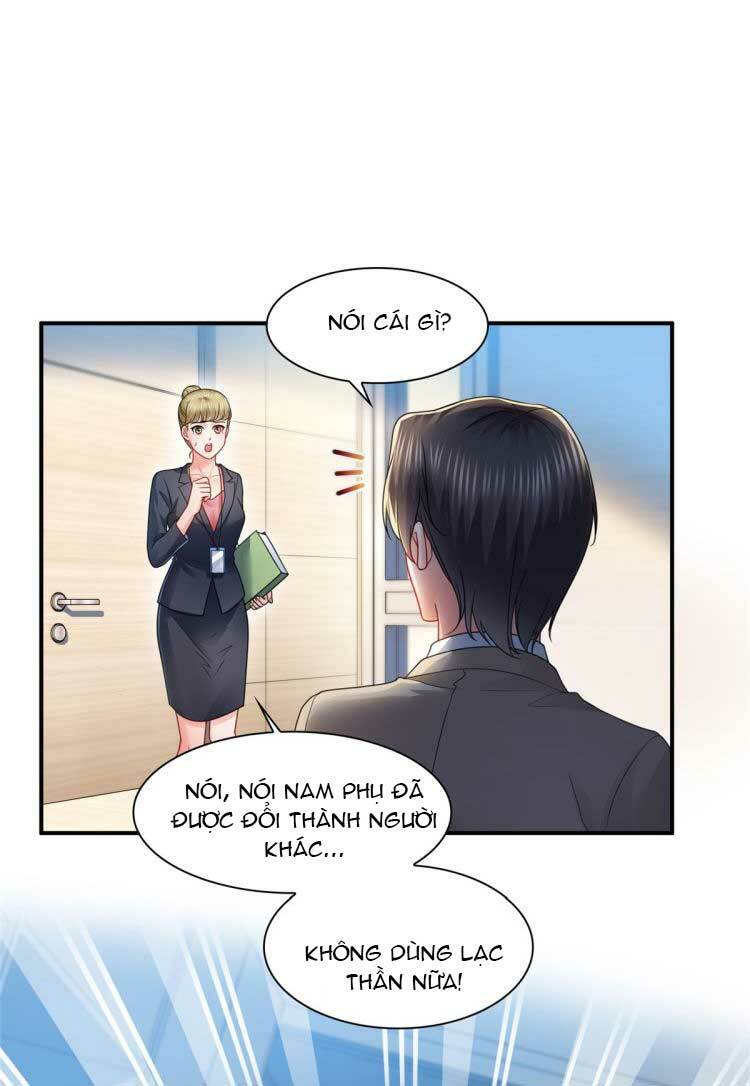 NÓI CÁI GÌ?
NÓI, NÓI NAM PHỤ ĐÃ
ĐƯỢC ĐỔI THÀNH NGƯỜI
KHÁC...
KHÔNG DÙNG LẠC
THẦN NỮA!